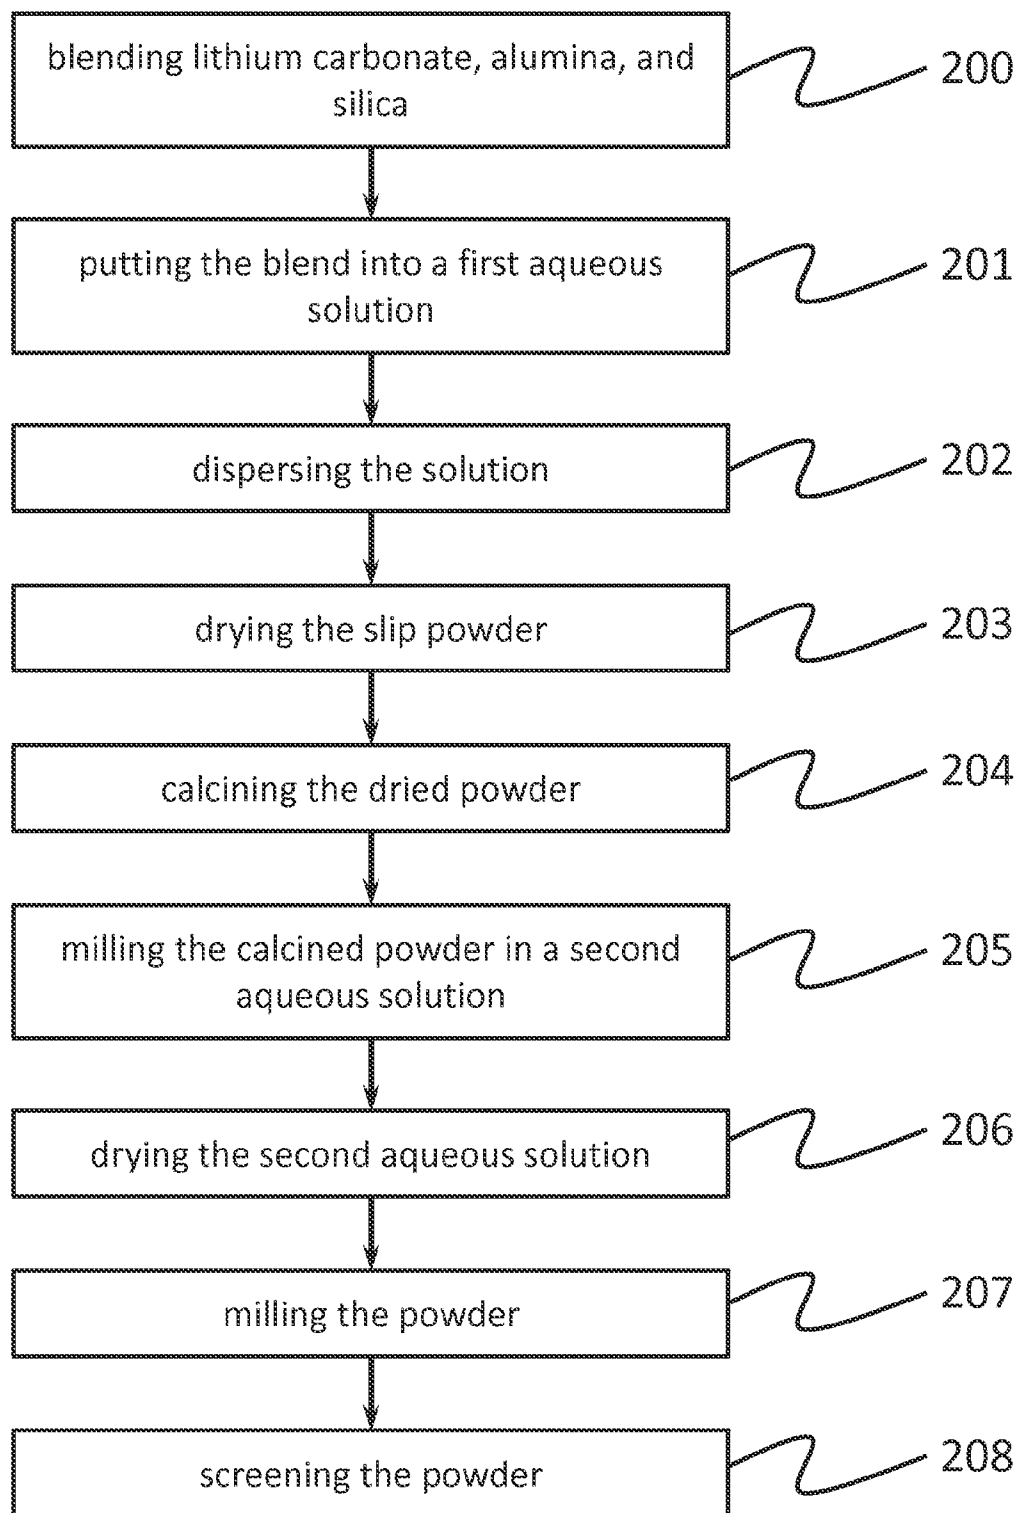 blending lithium carbonate, alumina, and
silica
200
putting the blend into a first aqueous
solution
201
dispersing the solution
202
drying the slip powder
203
calcining the dried powder
204
milling the calcined powder in a second
aqueous solution
205
drying the second aqueous solution
206
milling the powder
207
screening the powder
208